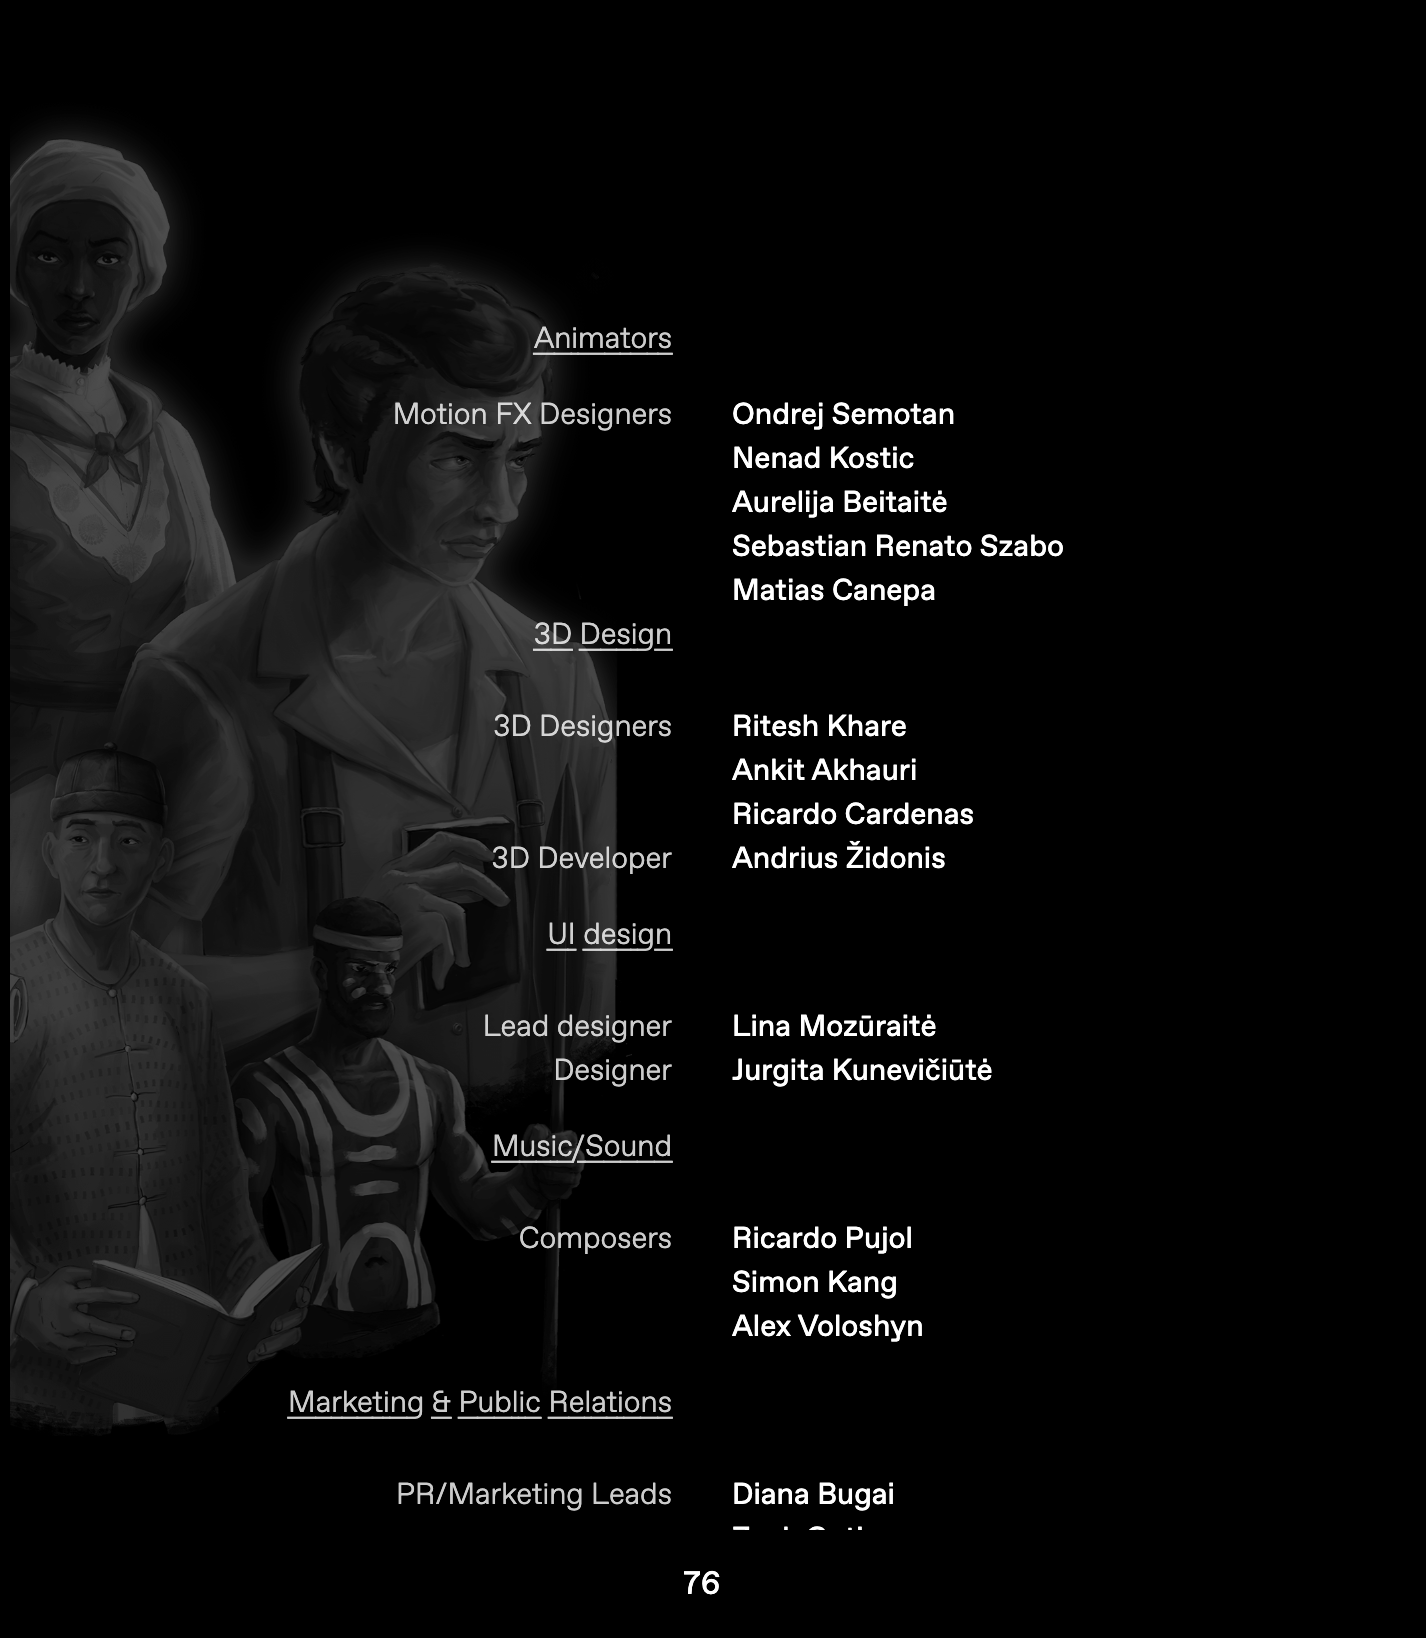 Animators
Motion FX Designers Ondrej Semotan
Nenad Kostic
Aurelija Beitaitė
Sebastian Renato Szabo
Matias Canepa
3D Design
3D Designers Ritesh Khare
Ankit Akhauri
Ricardo Cardenas
3D Developer Andrius Židonis
UI design
Lead designer Lina Mozūraitė
Designer Jurgita Kunevičiūtė
Music/Sound
Composers Ricardo Pujol
Simon Kang
Alex Voloshyn
Marketing & Public Relations
PR/Marketing Leads Diana Bugai
76